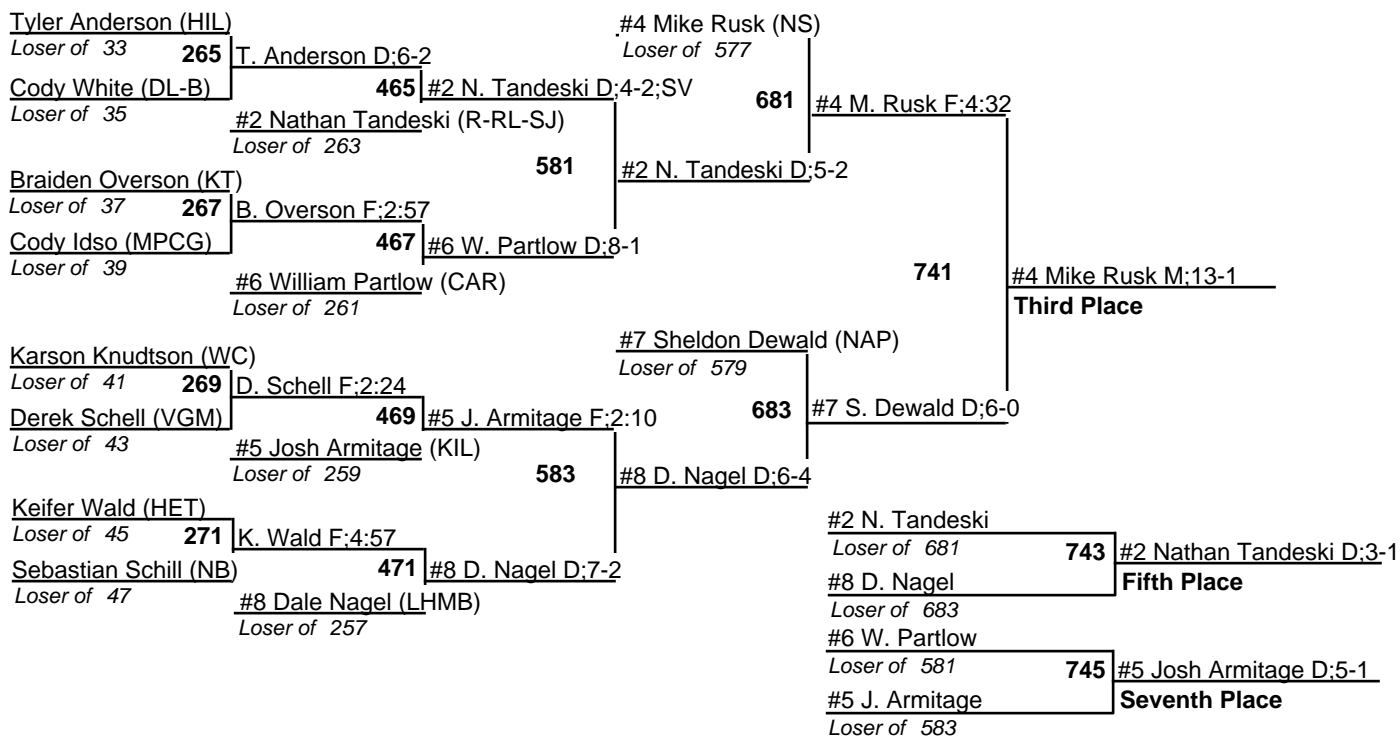 Tyler Anderson (HIL)
Loser of 33
265
T. Anderson D;6-2
Cody White (DL-B)
Loser of 35
465
#2 N. Tandeski D;4-2;SV
#2 Nathan Tandeski (R-RL-SJ)
Loser of 263
581
#2 N. Tandeski D;5-2
Braiden Overson (KT)
Loser of 37
267
B. Overson F;2:57
Cody Idso (MPCG)
Loser of 39
467
#6 W. Partlow D;8-1
#6 William Partlow (CAR)
Loser of 261
#4 Mike Rusk (NS)
Loser of 577
681
#4 M. Rusk F;4:32
741
#4 Mike Rusk M;13-1
Third Place
Karson Knudtson (WC)
Loser of 41
269
D. Schell F;2:24
Derek Schell (VGM)
Loser of 43
469
#5 J. Armitage F;2:10
#5 Josh Armitage (KIL)
Loser of 259
583
#8 D. Nagel D;6-4
Keifer Wald (HET)
Loser of 45
271
K. Wald F;4:57
Sebastian Schill (NB)
Loser of 47
471
#8 D. Nagel D;7-2
#8 Dale Nagel (LHMB)
Loser of 257
#7 Sheldon Dewald (NAP)
Loser of 579
683
#7 S. Dewald D;6-0
#2 N. Tandeski
Loser of 681
743
#2 Nathan Tandeski D;3-1
#8 D. Nagel
Fifth Place
Loser of 683
#6 W. Partlow
Loser of 581
745
#5 Josh Armitage D;5-1
#5 J. Armitage
Seventh Place
Loser of 583